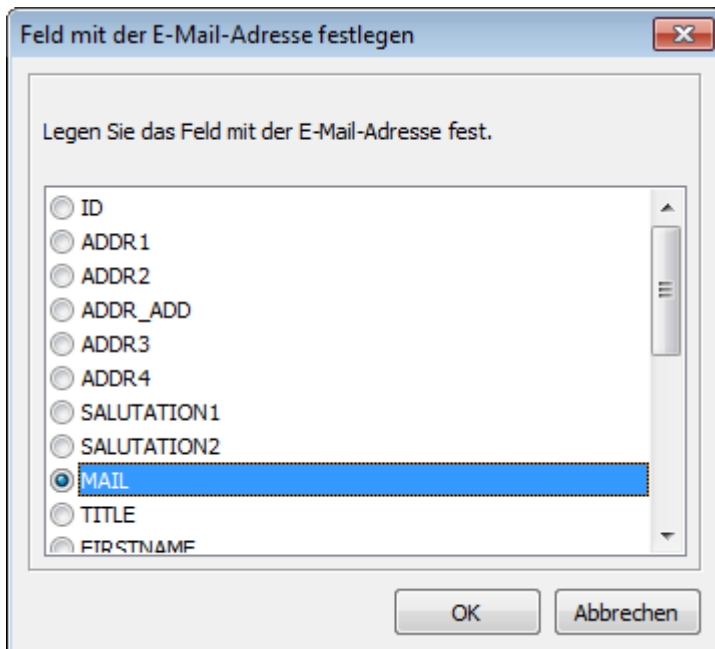 Feld mit der E-Mail-Adresse festlegen
Legen Sie das Feld mit der E-Mail-Adresse fest.
ID
ADDR1
ADDR2
ADDR_ADD
ADDR3
ADDR4
SALUTATION1
SALUTATION2
MAIL
TITLE
FIRSTNAME
OK
Abbrechen